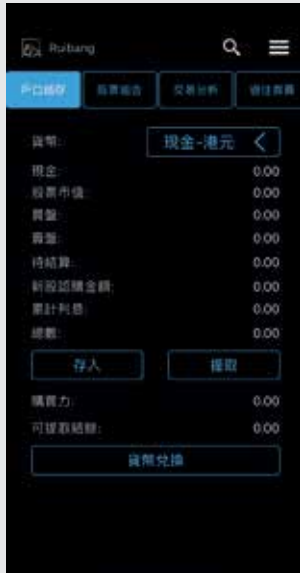 Ruibang
戶口結餘 股票組合 交易分析
貨幣: 現金-港元
現金: 0.00
股票市值: 0.00
買盤: 0.00
賣盤: 0.00
待結算: 0.00
新股認購金額: 0.00
累計利息: 0.00
總數: 0.00
存入 提取
購買力: 0.00
可提取結餘: 0.00
貨幣兌換